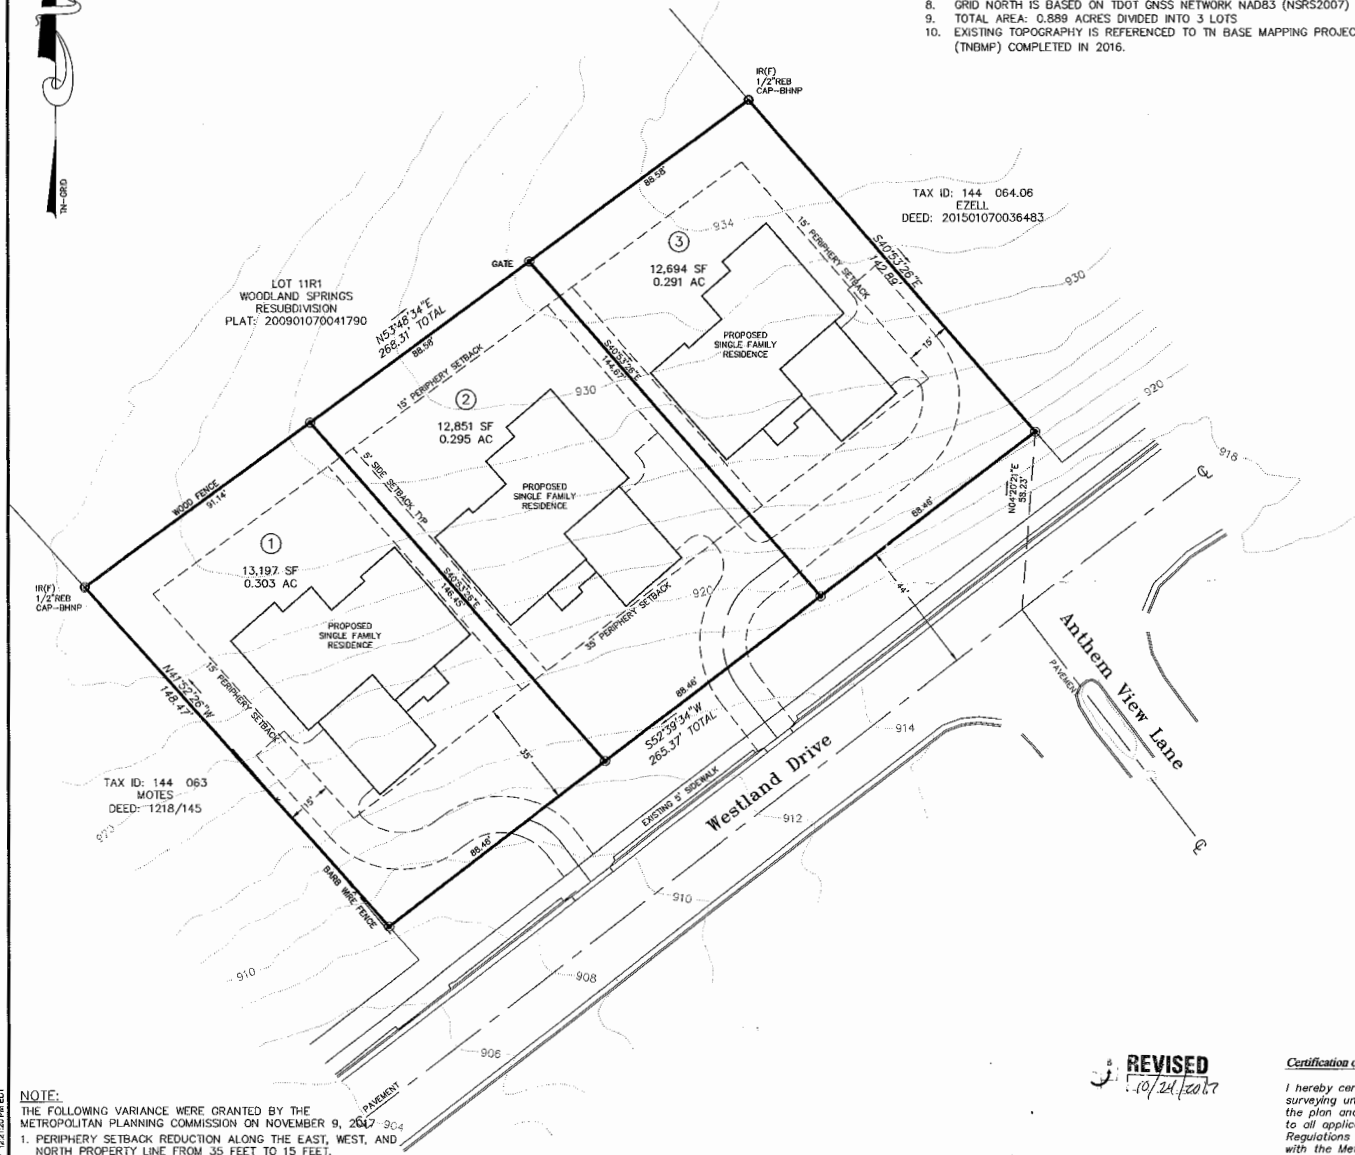 8. GRID NORTH IS BASED ON TDOT GNSS NETWORK NAD83 (NSRS2007)
9. TOTAL AREA: 0.889 ACRES DIVIDED INTO 3 LOTS
10. EXISTING TOPOGRAPHY IS REFERENCED TO TN BASE MAPPING PROJEC
(TNBMP) COMPLETED IN 2016.
TN-GRID
IR(F)
1/2"REB
CAP-BHNP
88.58'
TAX ID: 144 064.06
EZELL
DEED: 201501070036483
934
15' PERIPHERY SETBACK
S40°53'26"E
142.89'
3
12,694 SF
0.291 AC
GATE
930
LOT 11R1
WOODLAND SPRINGS
RESUBDIVISION
PLAT: 200901070041790
N53°48'34"E
268.31' TOTAL
88.58'
PROPOSED
SINGLE FAMILY
RESIDENCE
15'
S40°53'26"E
144.67'
15' PERIPHERY SETBACK
930
920
2
12,851 SF
0.295 AC
918
5' SIDE SETBACK TYP
WOOD FENCE
91.14'
PROPOSED
SINGLE FAMILY
RESIDENCE
N04°20'21"E
58.23'
88.46'
1
13,197 SF
0.303 AC
IR(F)
1/2"REB
CAP-BHNP
S40°53'26"E
146.45'
920
44'
35' PERIPHERY SETBACK
PROPOSED
SINGLE FAMILY
RESIDENCE
Anthem View Lane
PAVEMEN
N41°52'26"W
148.47'
15' PERIPHERY SETBACK
88.46'
S52°39'34"W
265.37' TOTAL
914
35'
TAX ID: 144 063
MOTES
DEED: 1218/145
15'
Westland Drive
EXISTING 5' SIDEWALK
912
920
88.46'
BARB WIRE FENCE
910
910
908
906
PAVEMENT
904
REVISED
10/24/2017
NOTE:
THE FOLLOWING VARIANCE WERE GRANTED BY THE
METROPOLITAN PLANNING COMMISSION ON NOVEMBER 9, 2017
1. PERIPHERY SETBACK REDUCTION ALONG THE EAST, WEST, AND
NORTH PROPERTY LINE FROM 35 FEET TO 15 FEET.
Certification o
I hereby cer
surveying un
the plan and
to all applic
Regulations
with the Met